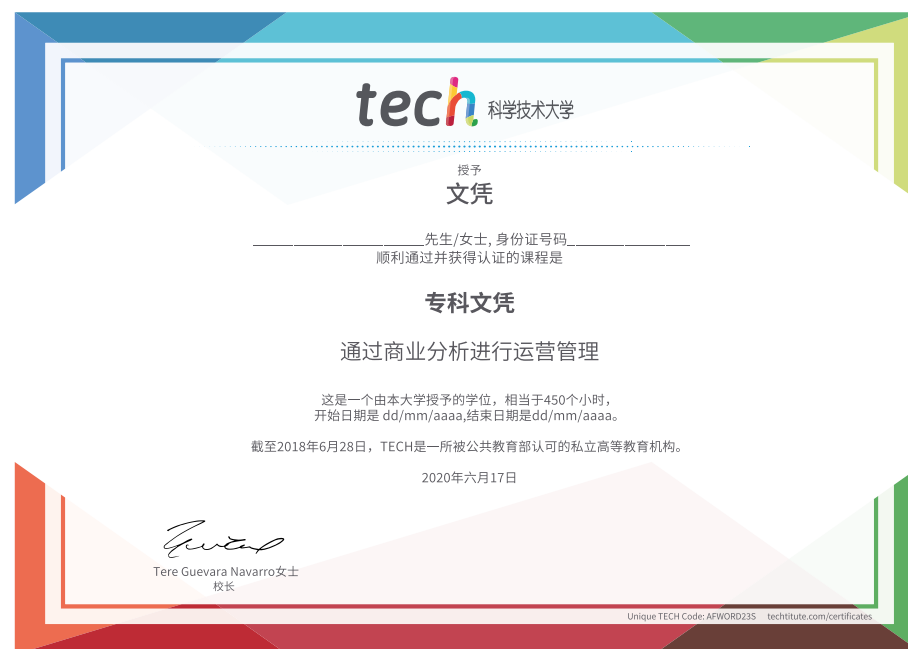 tech 科学技术大学
授予
文凭
______________________先生/女士, 身份证号码________________
顺利通过并获得认证的课程是
专科文凭
通过商业分析进行运营管理
这是一个由本大学授予的学位，相当于450个小时，
开始日期是 dd/mm/aaaa,结束日期是dd/mm/aaaa。
截至2018年6月28日，TECH是一所被公共教育部认可的私立高等教育机构。
2020年六月17日
Tere Guevara Navarro女士
校长
Unique TECH Code: AFWORD23S techtitute.com/certificates